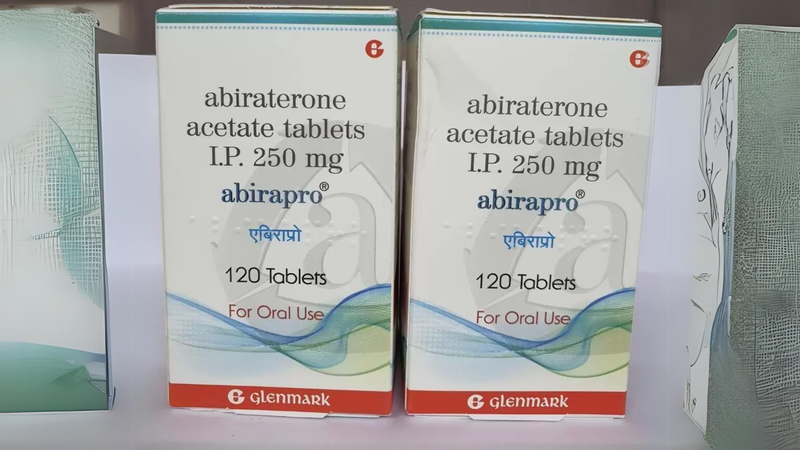 abiraterone
acetate tablets
I.P. 250 mg
abirapro®
एबिराप्रो
120 Tablets
For Oral Use
GLENMARK
abiraterone
acetate tablets
I.P. 250 mg
abirapro®
एबिराप्रो
120 Tablets
For Oral Use
GLENMARK